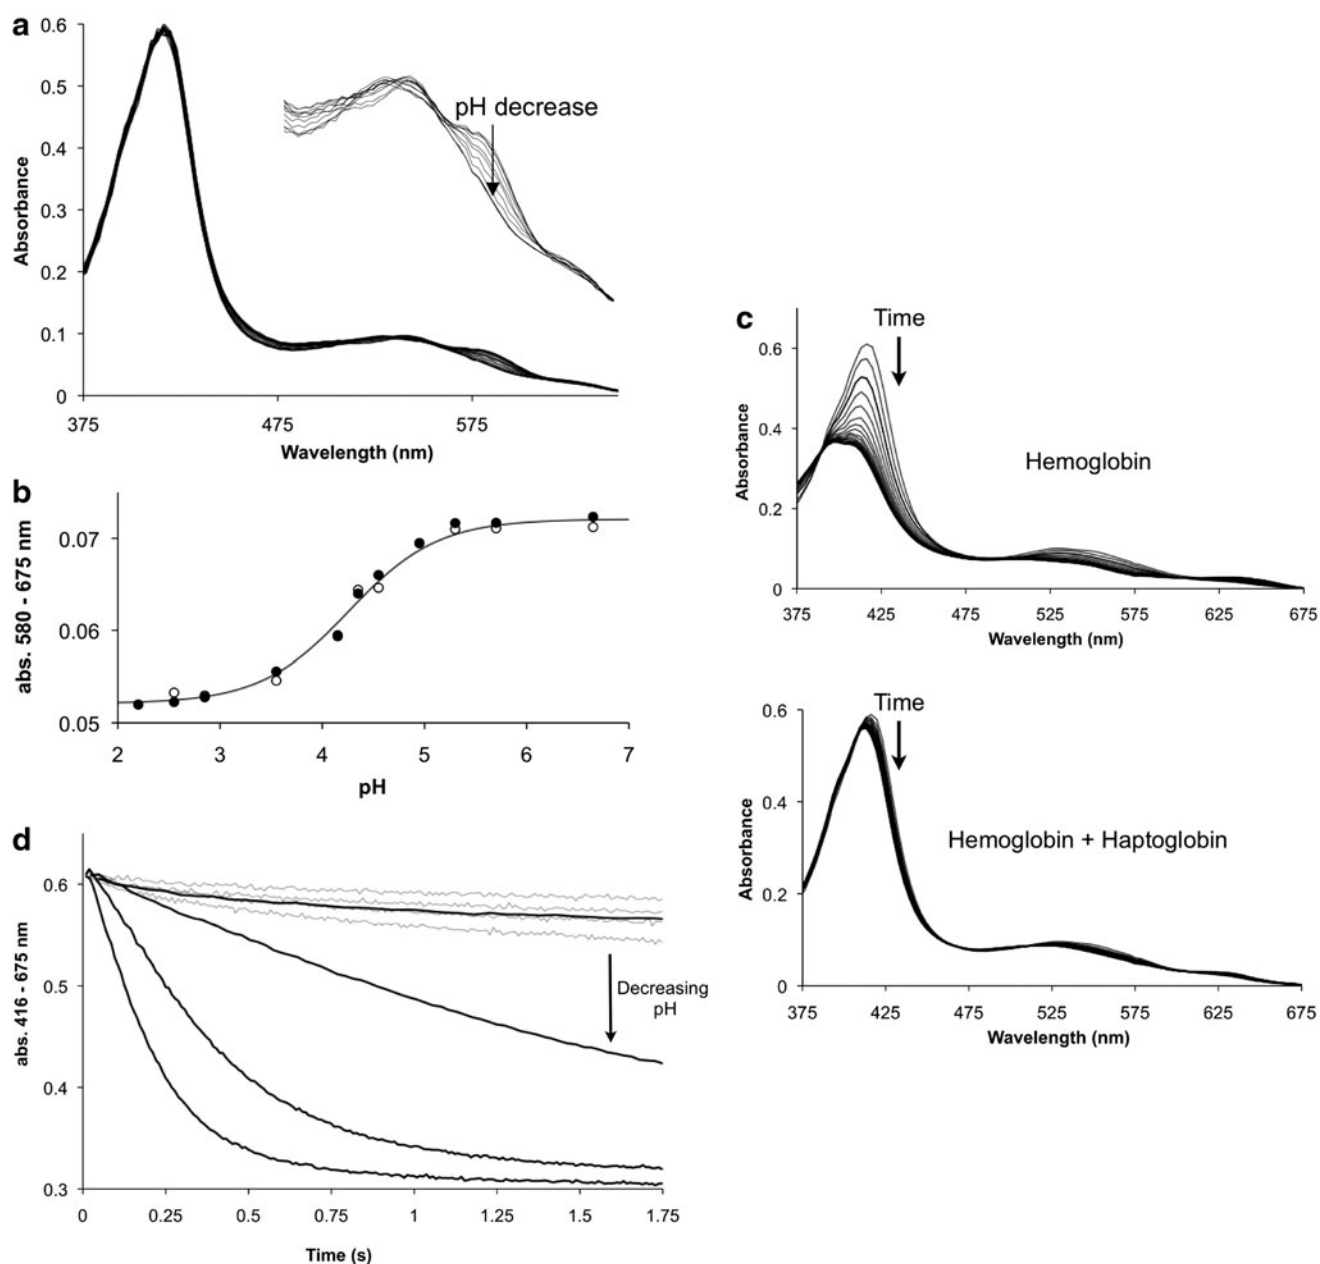 a
0.6
0.5
0.4
0.3
0.2
0.1
0
Absorbance
pH decrease
375
475
575
Wavelength (nm)
b
0.07
0.06
0.05
abs. 580 - 675 nm
2
3
4
5
6
7
pH
c
Time
0.6
0.4
0.2
0
Absorbance
Hemoglobin
375
425
475
525
575
625
675
Wavelength (nm)
Time
0.6
0.4
0.2
0
Absorbance
Hemoglobin + Haptoglobin
375
425
475
525
575
625
675
Wavelength (nm)
d
0.6
0.5
0.4
0.3
abs. 416 - 675 nm
Decreasing
pH
0
0.25
0.5
0.75
1
1.25
1.5
1.75
Time (s)